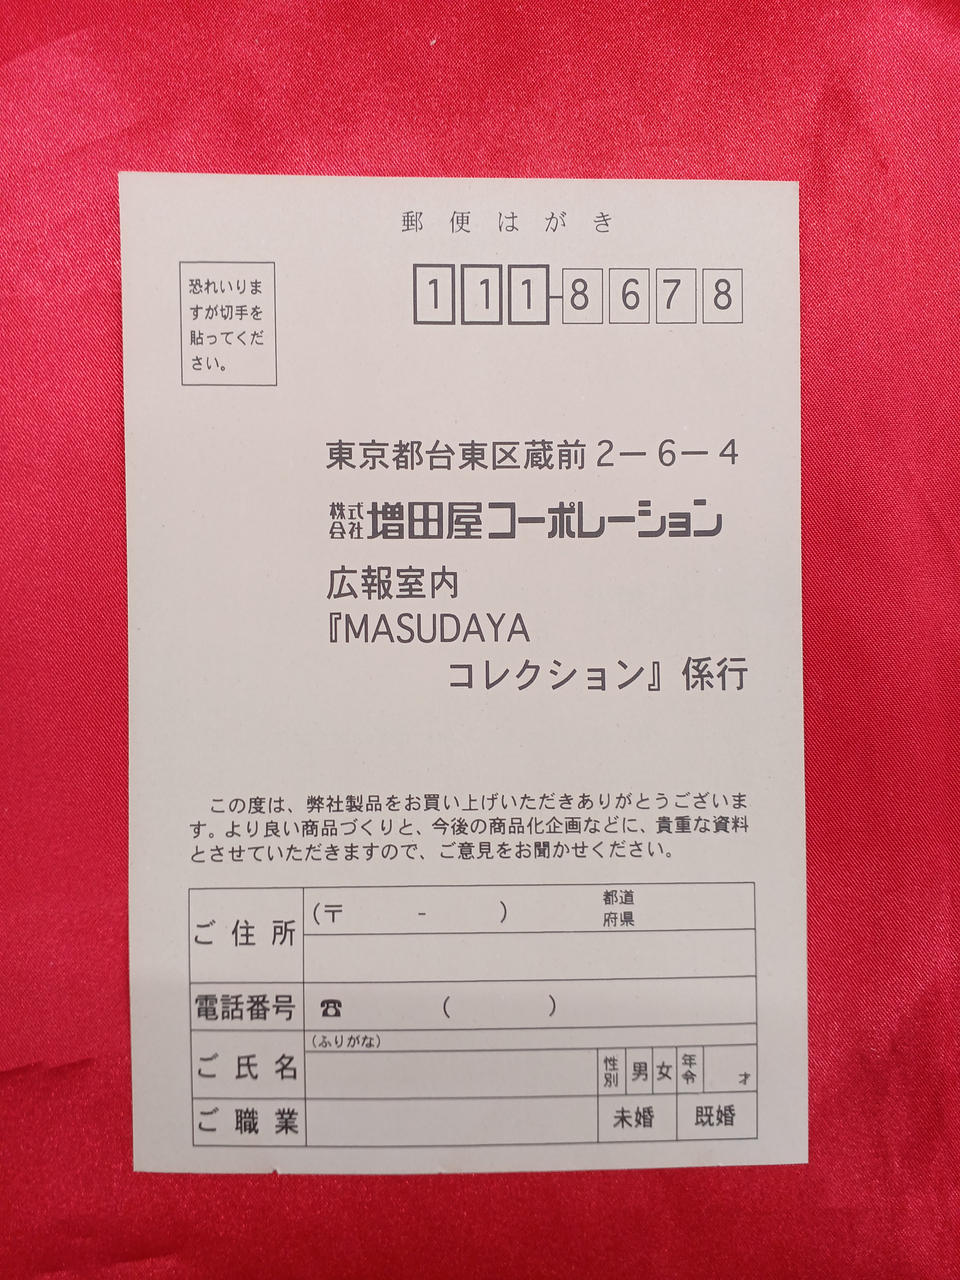 郵便はがき
恐れいりま
すが切手を
貼ってくだ
さい。
111-8678
東京都台東区蔵前2－6－4
株式会社増田屋コーポレーション
広報室内
『MASUDAYA
コレクション』係行
この度は、弊社製品をお買い上げいただきありがとうございま
す。より良い商品づくりと、今後の商品化企画などに、貴重な資料
とさせていただきますので、ご意見をお聞かせください。
ご住所
(〒 - )
都道
府県
電話番号
☎ ( )
ご氏名
(ふりがな)
性別
男
女
年令
才
ご職業
未婚
既婚